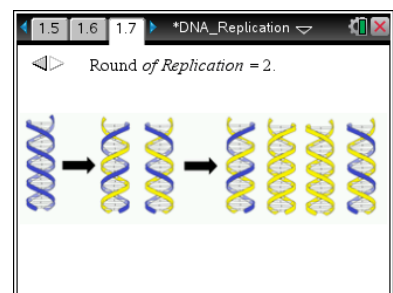 1.5 1.6 1.7 *DNA_Replication
Round of Replication = 2.